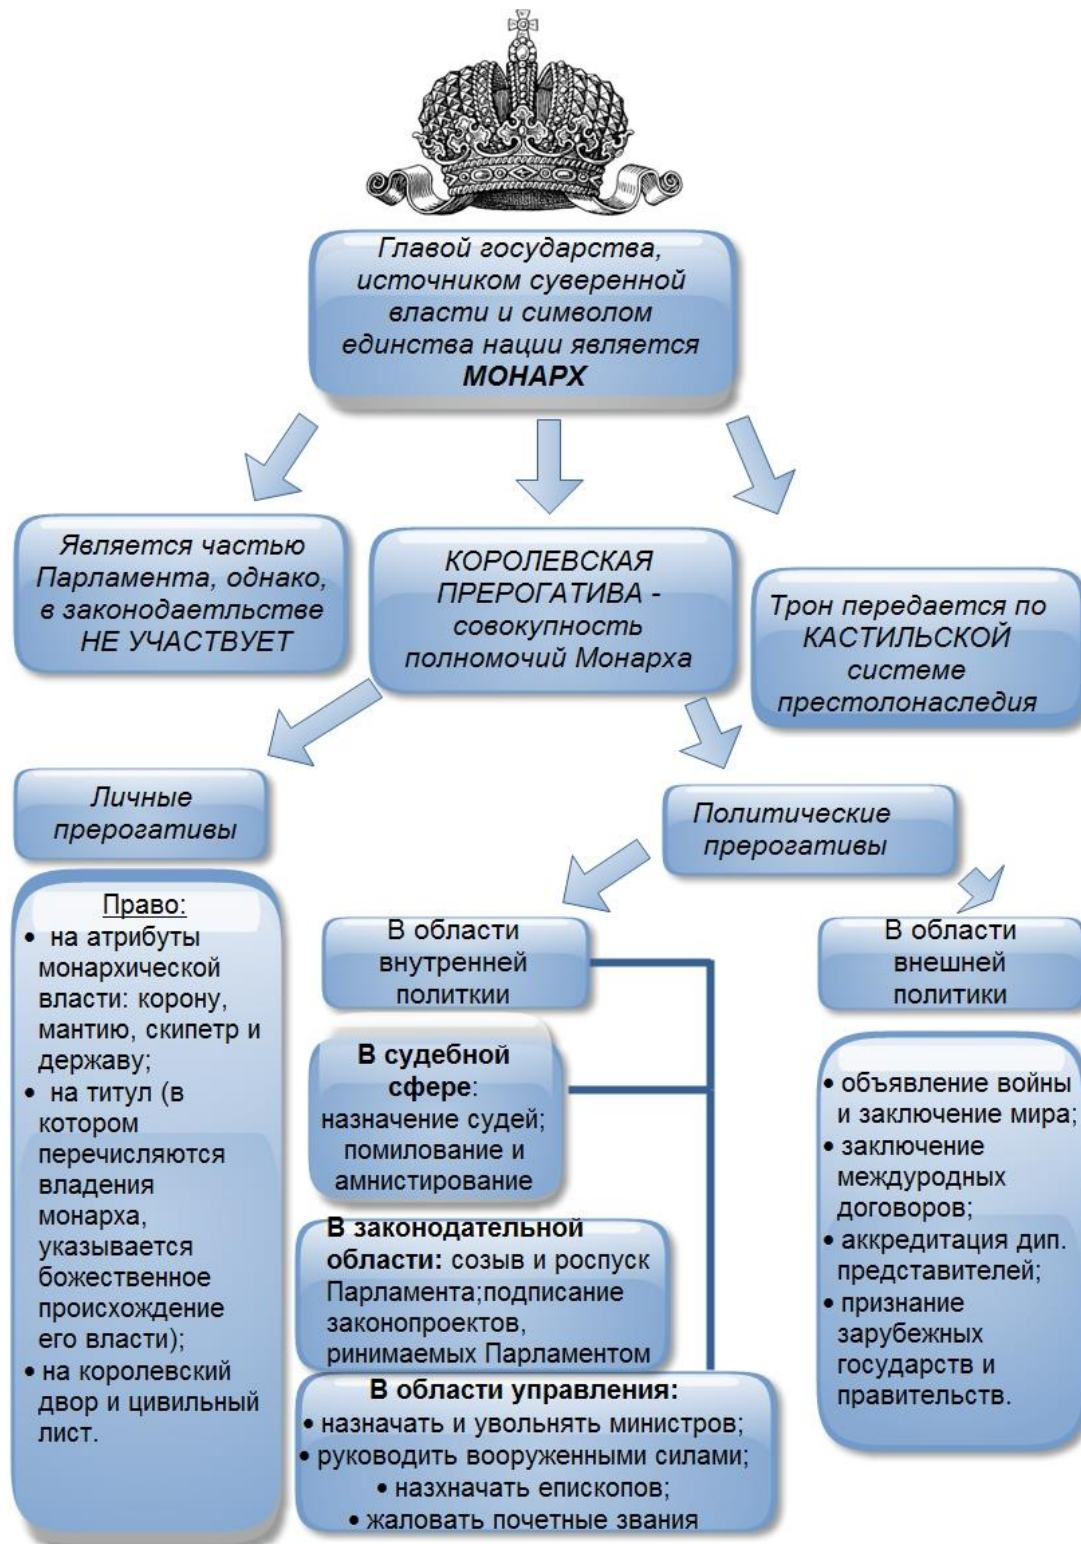 Главой государства,
источником суверенной
власти и символом
единства нации является
МОНАРХ
Является частью
Парламента, однако,
в законодаетльстве
НЕ УЧАСТВУЕТ
КОРОЛЕВСКАЯ
ПРЕРОГАТИВА -
совокупность
полномочий Монарха
Трон передается по
КАСТИЛЬСКОЙ
системе
престолонаследия
Личные
прерогативы
Политические
прерогативы
Право:
• на атрибуты
монархической
власти: корону,
мантию, скипетр и
державу;
• на титул (в
котором
перечисляются
владения
монарха,
указывается
божественное
происхождение
его власти);
• на королевский
двор и цивильный
лист.
В области
внутренней
политкии
В судебной
сфере:
назначение судей;
помилование и
амнистирование
В законодательной
области: созыв и роспуск
Парламента;подписание
законопроектов,
ринимаемых Парламентом
В области управления:
• назначать и увольнять министров;
• руководить вооруженными силами;
• назхначать епископов;
• жаловать почетные звания
В области
внешней
политики
• объявление войны
и заключение мира;
• заключение
междуродных
договоров;
• аккредитация дип.
представителей;
• признание
зарубежных
государств и
правительств.